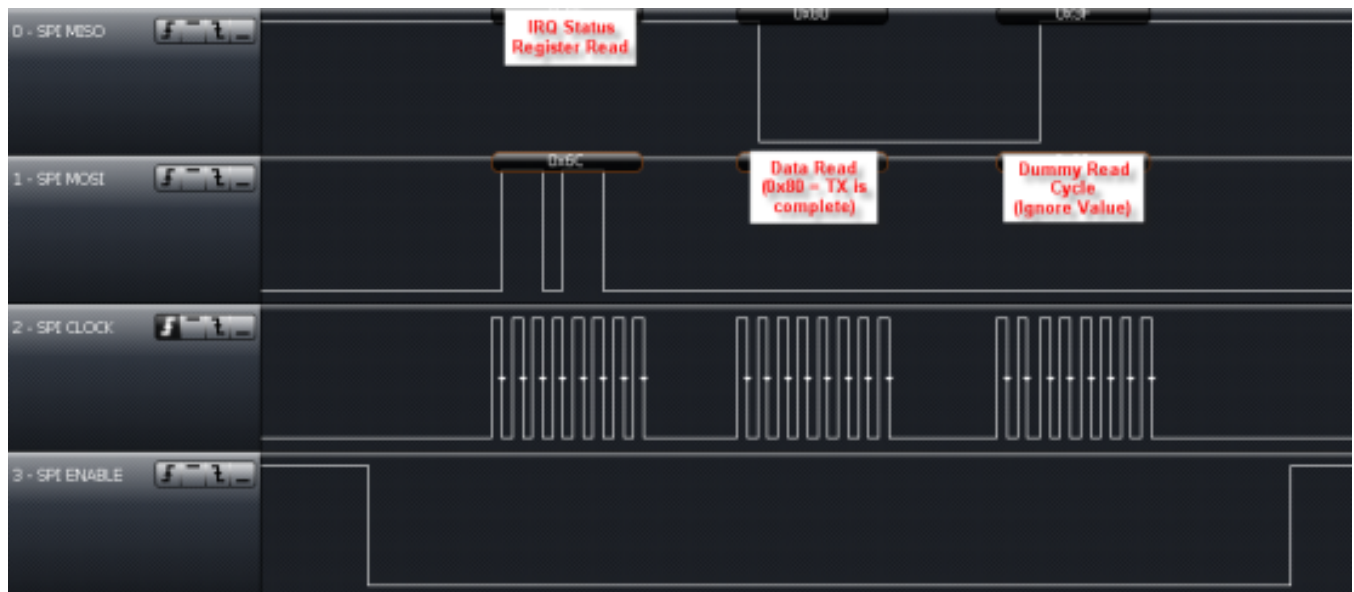 0 - SPI MISO
IRQ Status
Register Read
0x80
0x3F
1 - SPI MOSI
0x6C
Data Read
(0x80 - TX is
complete)
Dummy Read
Cycle
(Ignore Value)
2 - SPI CLOCK
3 - SPI ENABLE